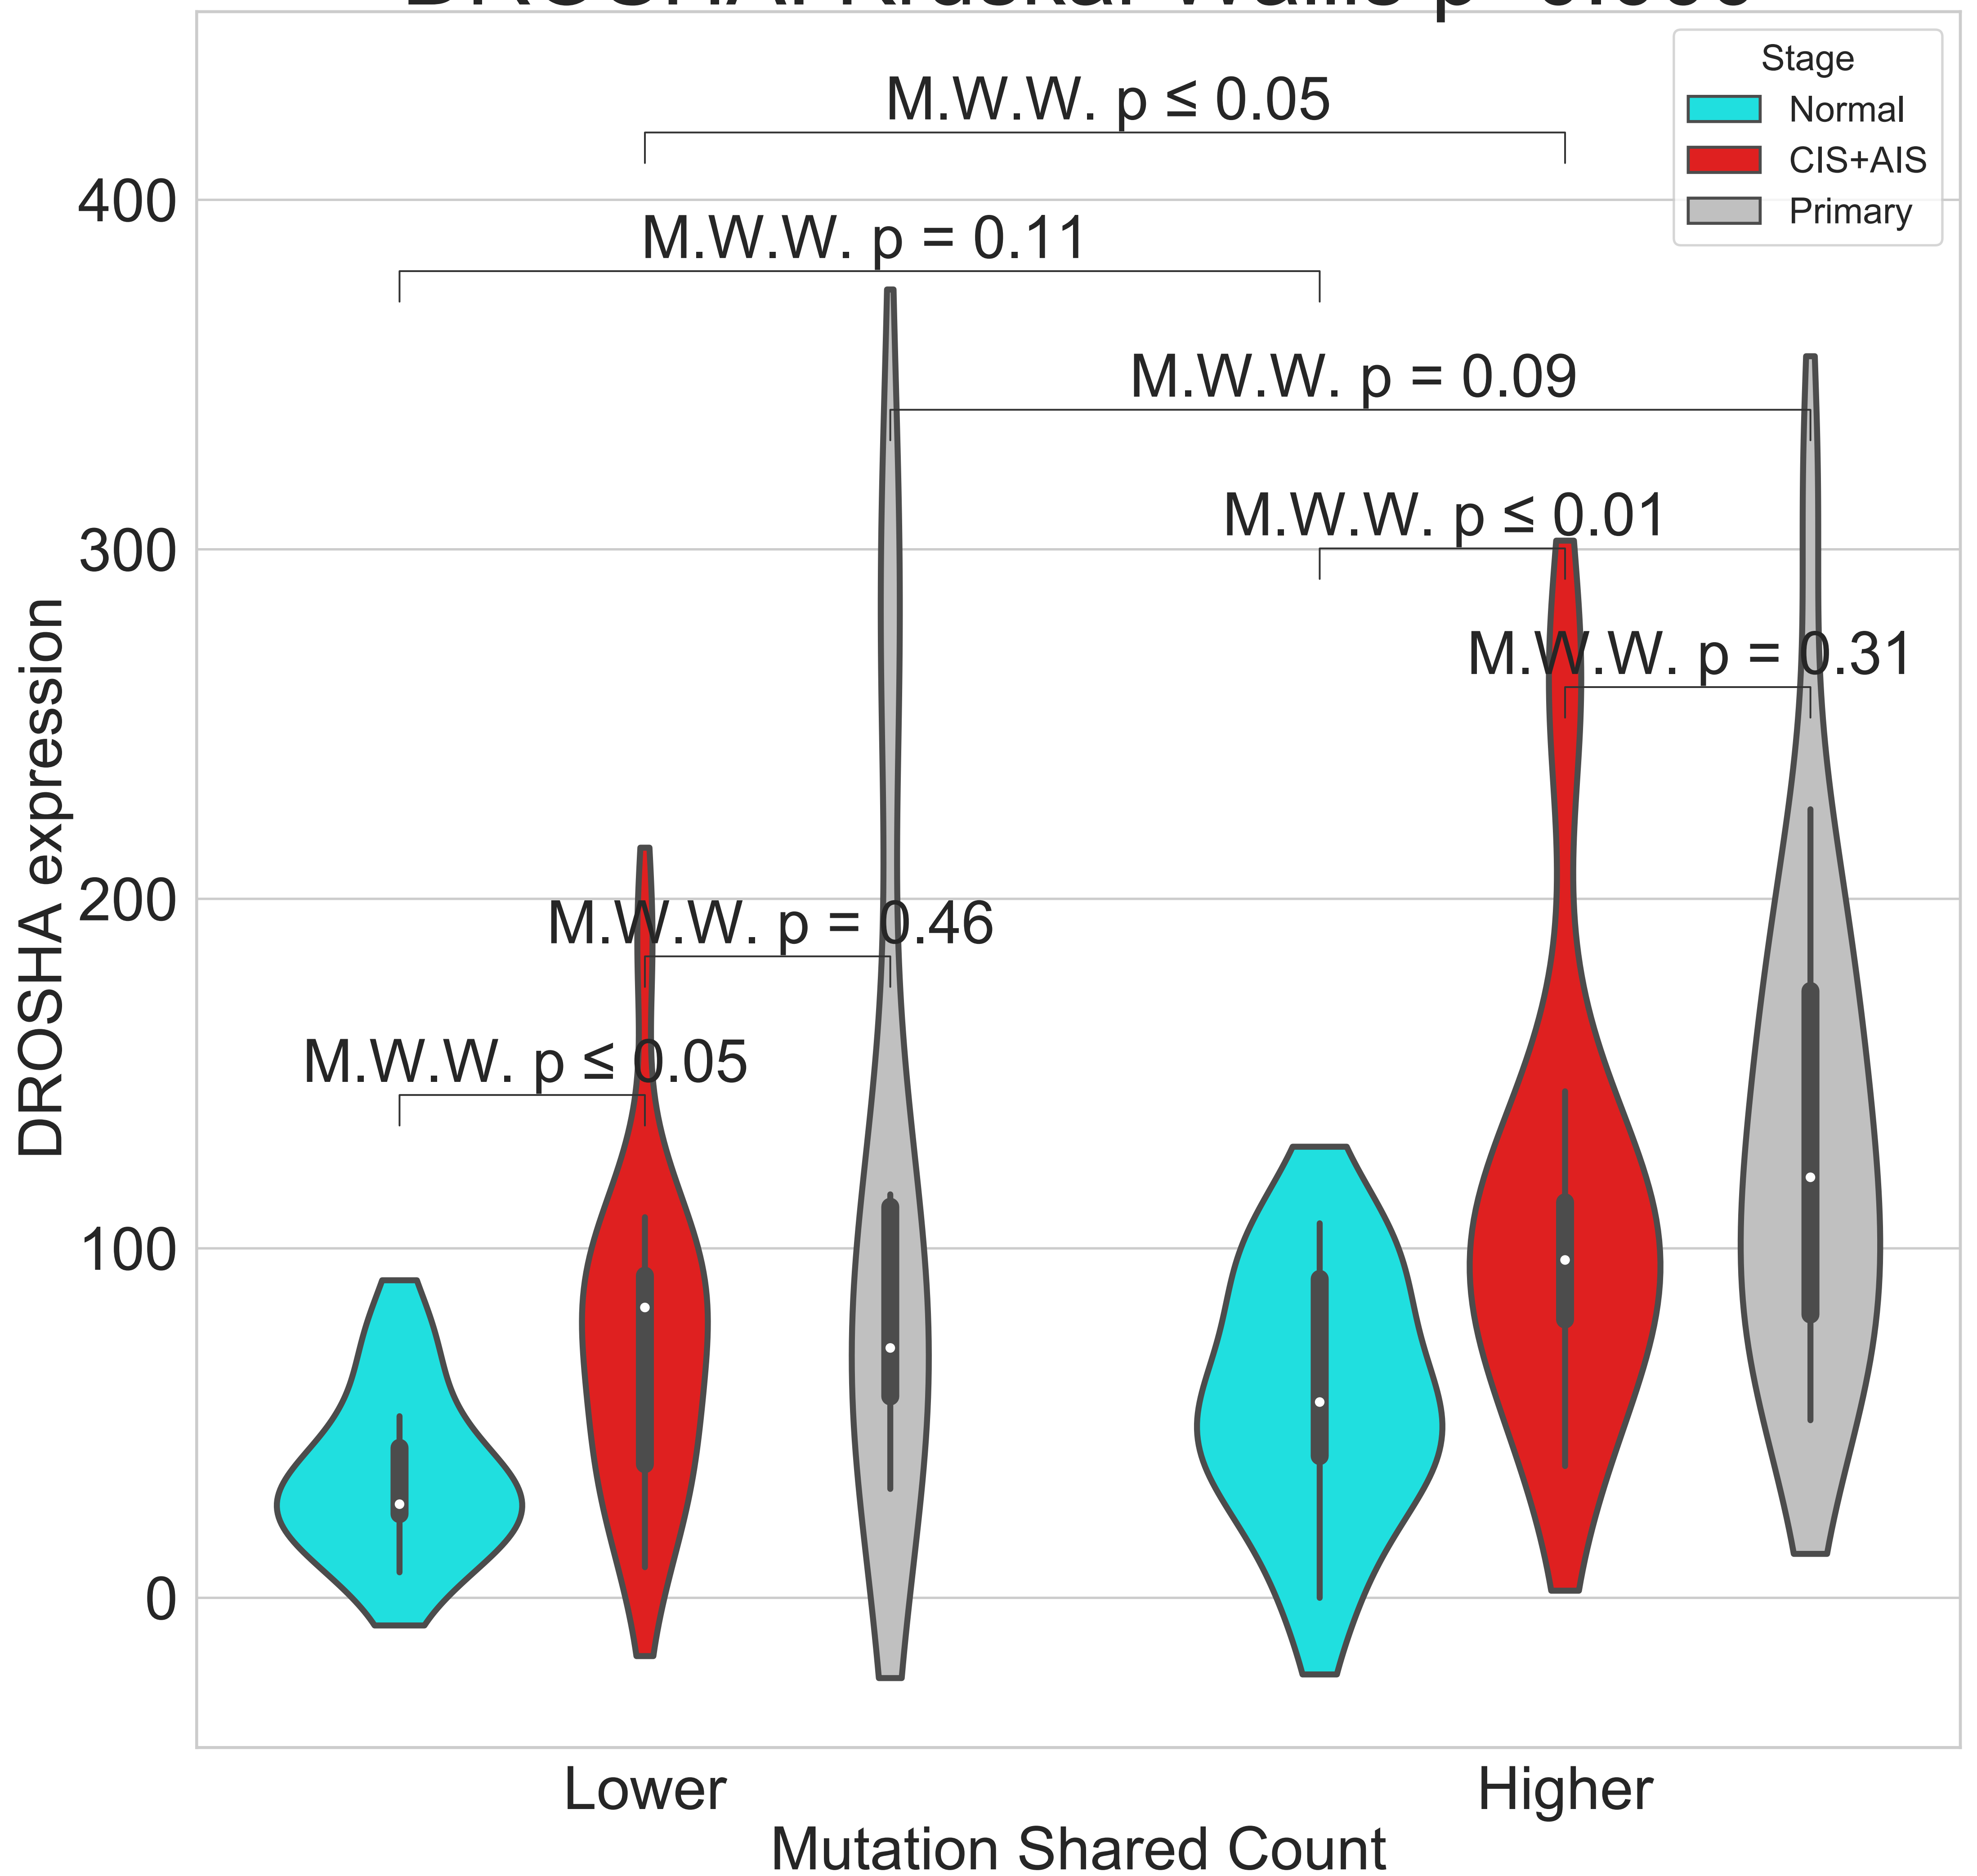 Stage
Normal
CIS+AIS
Primary
M.W.W. p ≤ 0.05
M.W.W. p = 0.11
M.W.W. p = 0.09
M.W.W. p ≤ 0.01
M.W.W. p = 0.31
M.W.W. p = 0.46
M.W.W. p ≤ 0.05
DROSHA expression
400
300
200
100
0
Lower
Higher
Mutation Shared Count